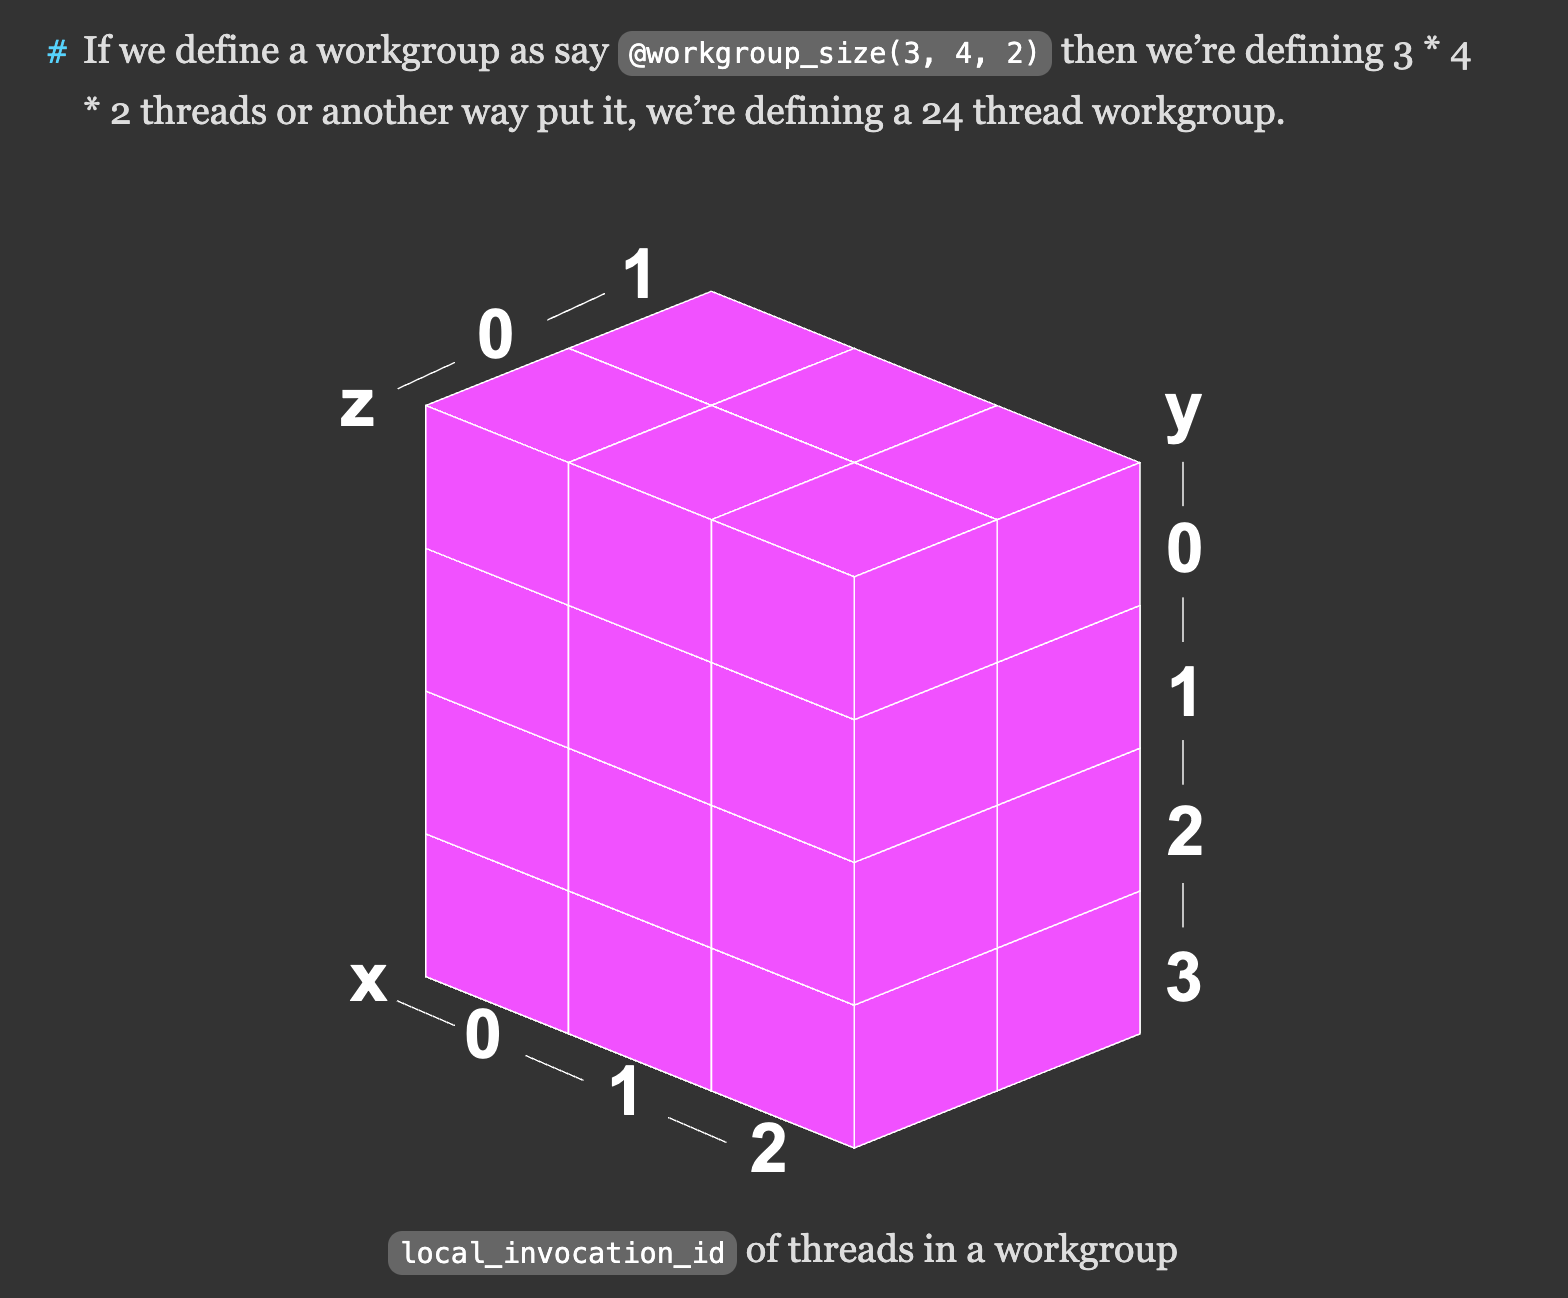 # If we define a workgroup as say @workgroup_size(3, 4, 2) then we’re defining 3 * 4
* 2 threads or another way put it, we’re defining a 24 thread workgroup.
1
0
z
y
0
1
2
3
x
0
1
2
local_invocation_id of threads in a workgroup